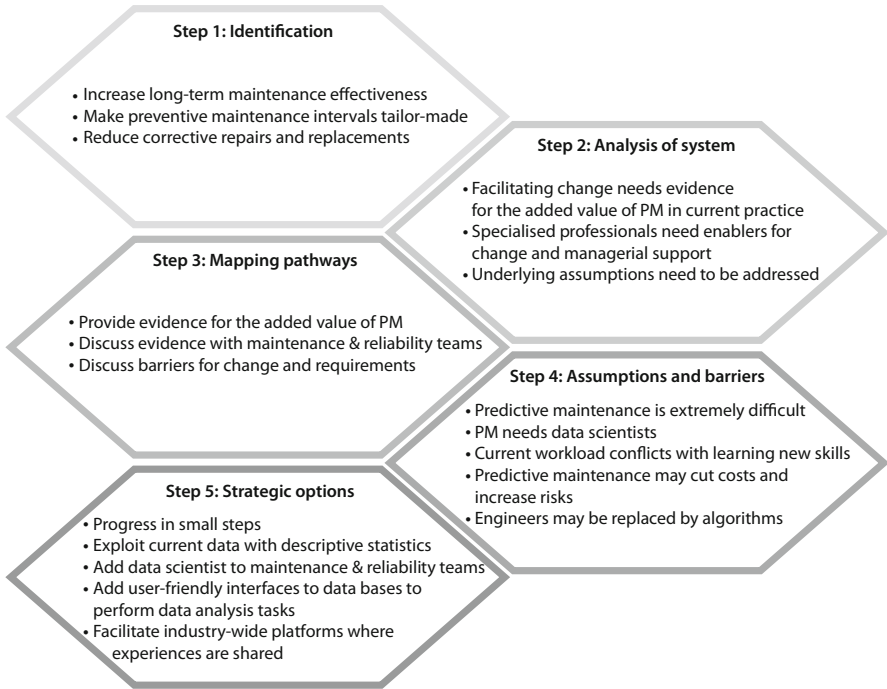 Step 1: Identification
• Increase long-term maintenance effectiveness
• Make preventive maintenance intervals tailor-made
• Reduce corrective repairs and replacements
Step 2: Analysis of system
• Facilitating change needs evidence
for the added value of PM in current practice
• Specialised professionals need enablers for
change and managerial support
• Underlying assumptions need to be addressed
Step 3: Mapping pathways
• Provide evidence for the added value of PM
• Discuss evidence with maintenance & reliability teams
• Discuss barriers for change and requirements
Step 4: Assumptions and barriers
• Predictive maintenance is extremely difficult
• PM needs data scientists
• Current workload conflicts with learning new skills
• Predictive maintenance may cut costs and
increase risks
• Engineers may be replaced by algorithms
Step 5: Strategic options
• Progress in small steps
• Exploit current data with descriptive statistics
• Add data scientist to maintenance & reliability teams
• Add user-friendly interfaces to data bases to
perform data analysis tasks
• Facilitate industry-wide platforms where
experiences are shared